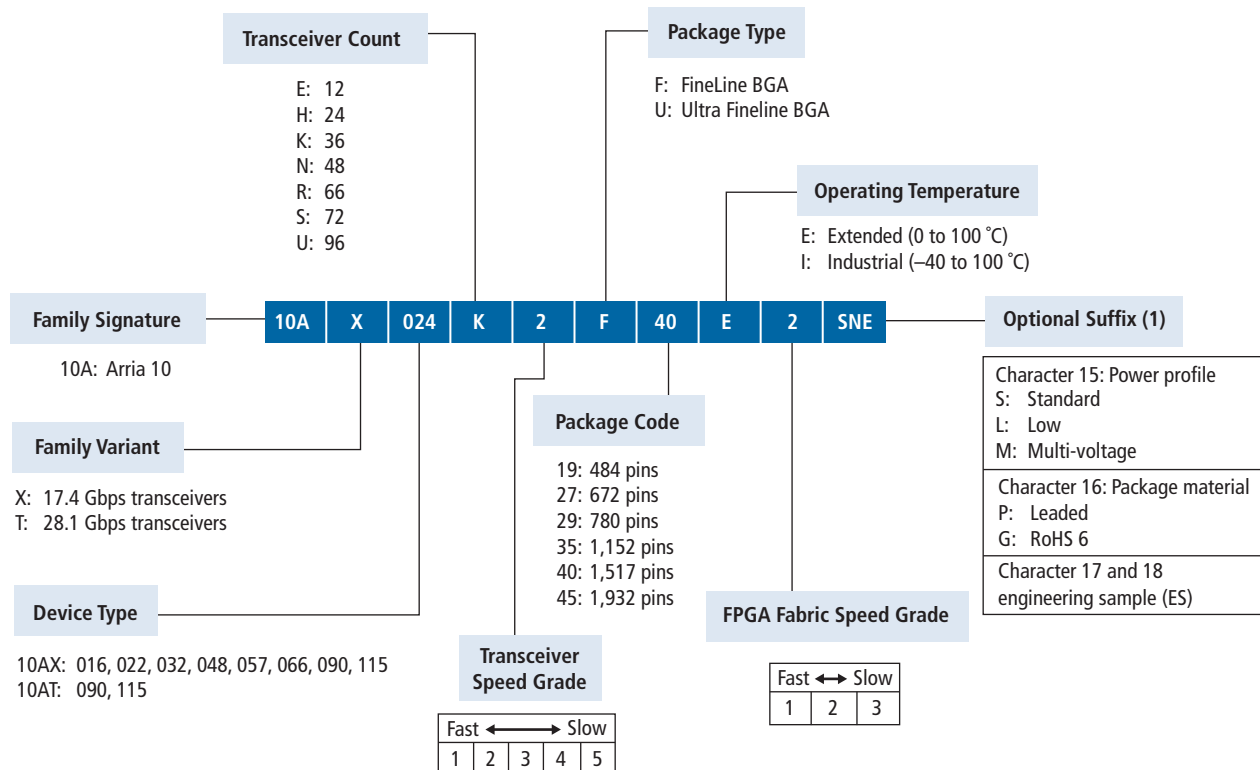 Transceiver Count
E: 12
H: 24
K: 36
N: 48
R: 66
S: 72
U: 96
Package Type
F: FineLine BGA
U: Ultra Fineline BGA
Operating Temperature
E: Extended (0 to 100 ˚C)
I: Industrial (–40 to 100 ˚C)
Family Signature
10A: Arria 10
10A X 024 K 2 F 40 E 2 SNE
Optional Suffix (1)
Character 15: Power profile
S: Standard
L: Low
M: Multi-voltage
Character 16: Package material
P: Leaded
G: RoHS 6
Character 17 and 18
engineering sample (ES)
Family Variant
X: 17.4 Gbps transceivers
T: 28.1 Gbps transceivers
Package Code
19: 484 pins
27: 672 pins
29: 780 pins
35: 1,152 pins
40: 1,517 pins
45: 1,932 pins
Device Type
10AX: 016, 022, 032, 048, 057, 066, 090, 115
10AT: 090, 115
Transceiver
Speed Grade
Fast Slow
1 2 3 4 5
FPGA Fabric Speed Grade
Fast Slow
1 2 3